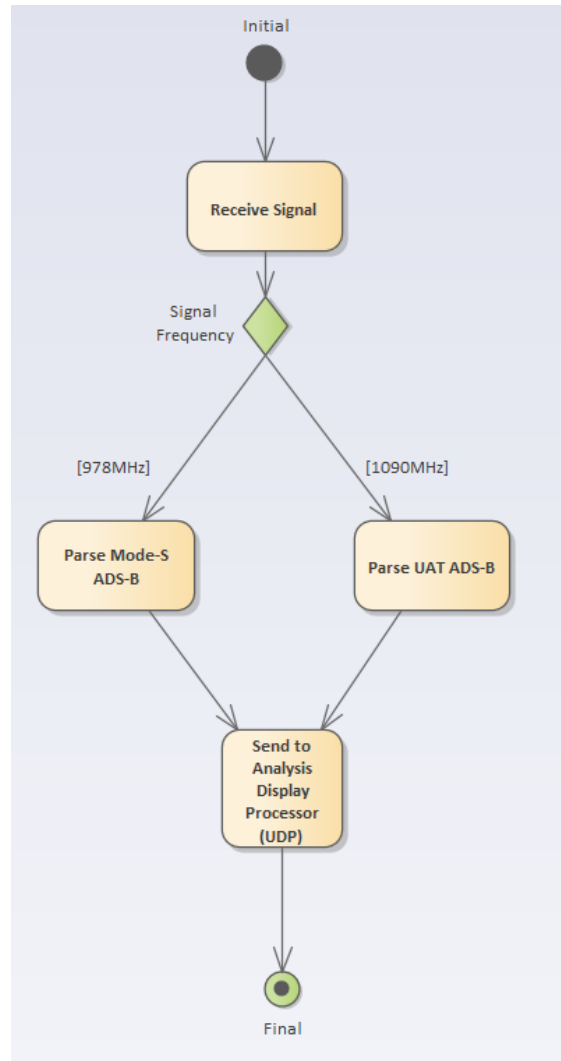 Initial
Receive Signal
Signal
Frequency
[978MHz]
[1090MHz]
Parse Mode-S
ADS-B
Parse UAT ADS-B
Send to
Analysis
Display
Processor
(UDP)
Final